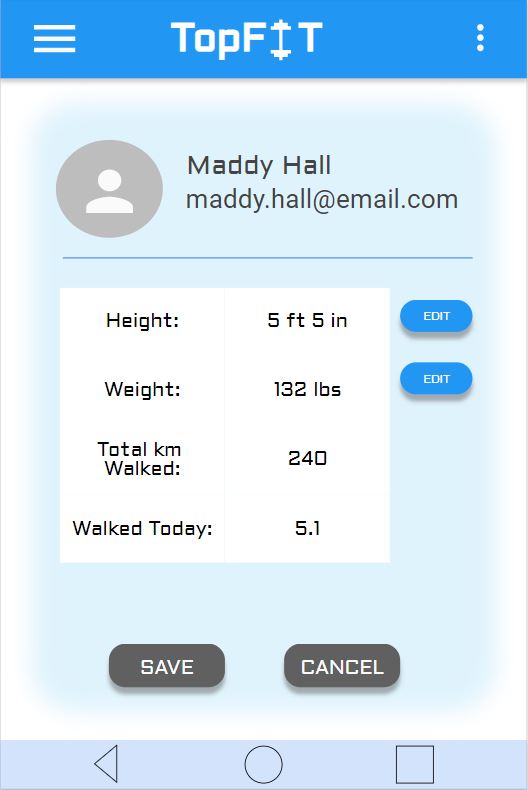 TopFIT
Maddy Hall
maddy.hall@email.com
Height: 5 ft 5 in EDIT
Weight: 132 lbs EDIT
Total km
Walked: 240
Walked Today: 5.1
SAVE CANCEL